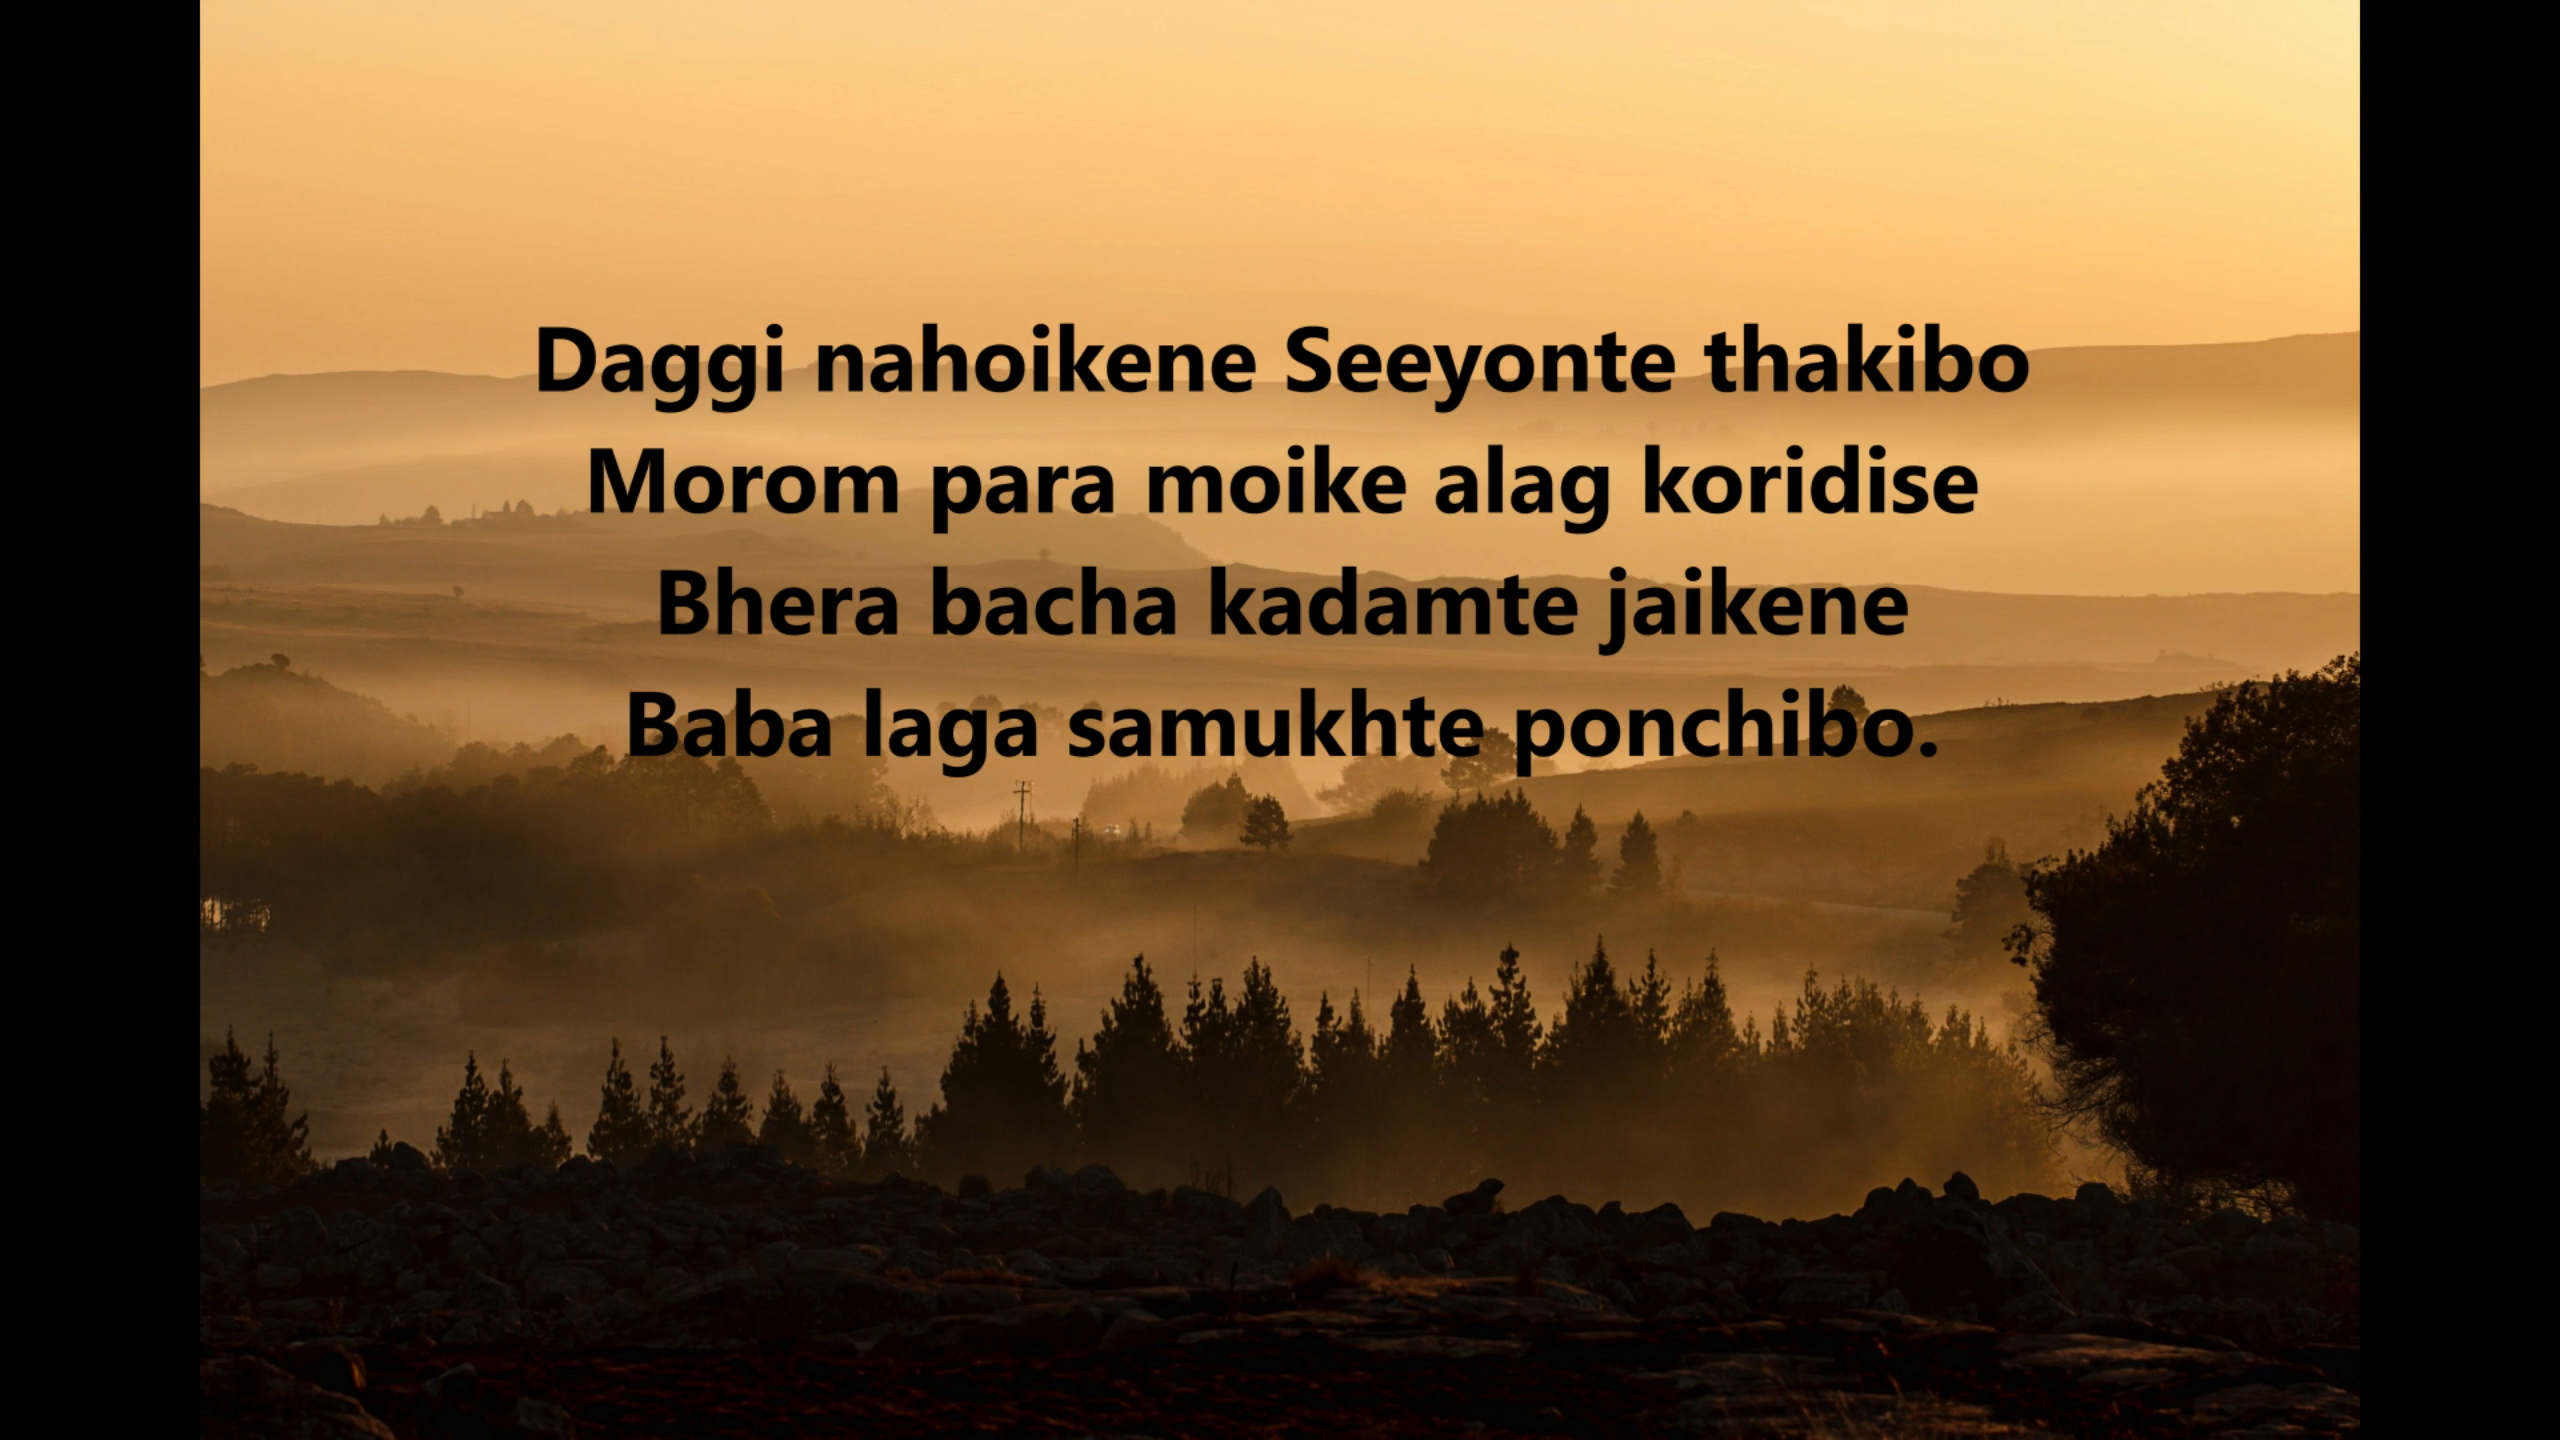 Daggi nahoikene Seeyonte thakibo
Morom para moike alag koridise
Bhera bacha kadamte jaikene
Baba laga samukhte ponchibo.